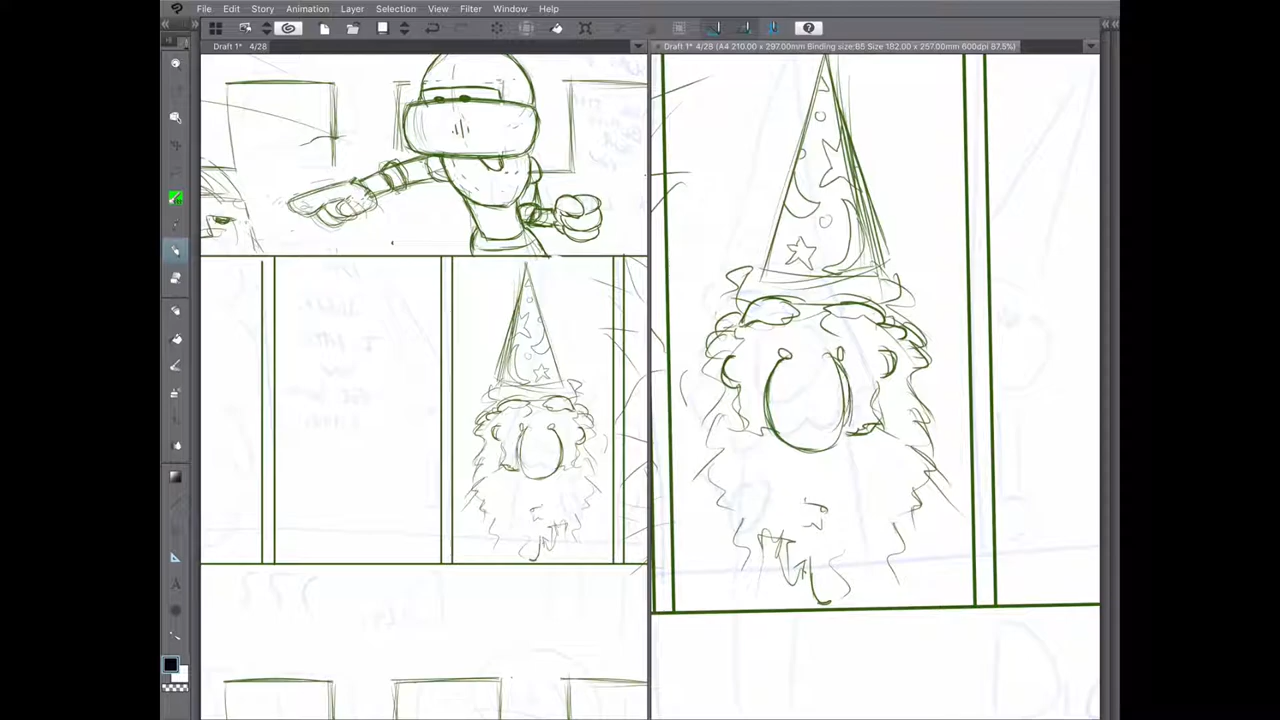 File Edit Story Animation Layer Selection View Filter Window Help
Draft 1* 4/28
Draft 1* 4/28 (A4 210.00 x 297.00mm Binding size:B5 Size 182.00 x 257.00mm 600dpi 87.5%)